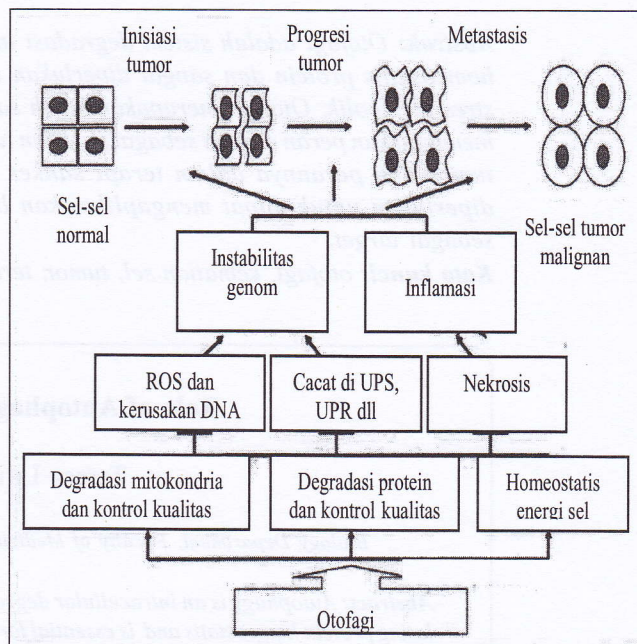 Inisiasi
tumor
Progresi
tumor
Metastasis
Sel-sel
normal
Sel-sel tumor
malignan
Instabilitas
genom
Inflamasi
ROS dan
kerusakan DNA
Cacat di UPS,
UPR dll
Nekrosis
Degradasi mitokondria
dan kontrol kualitas
Degradasi protein
dan kontrol kualitas
Homeostatis
energi sel
Otofagi